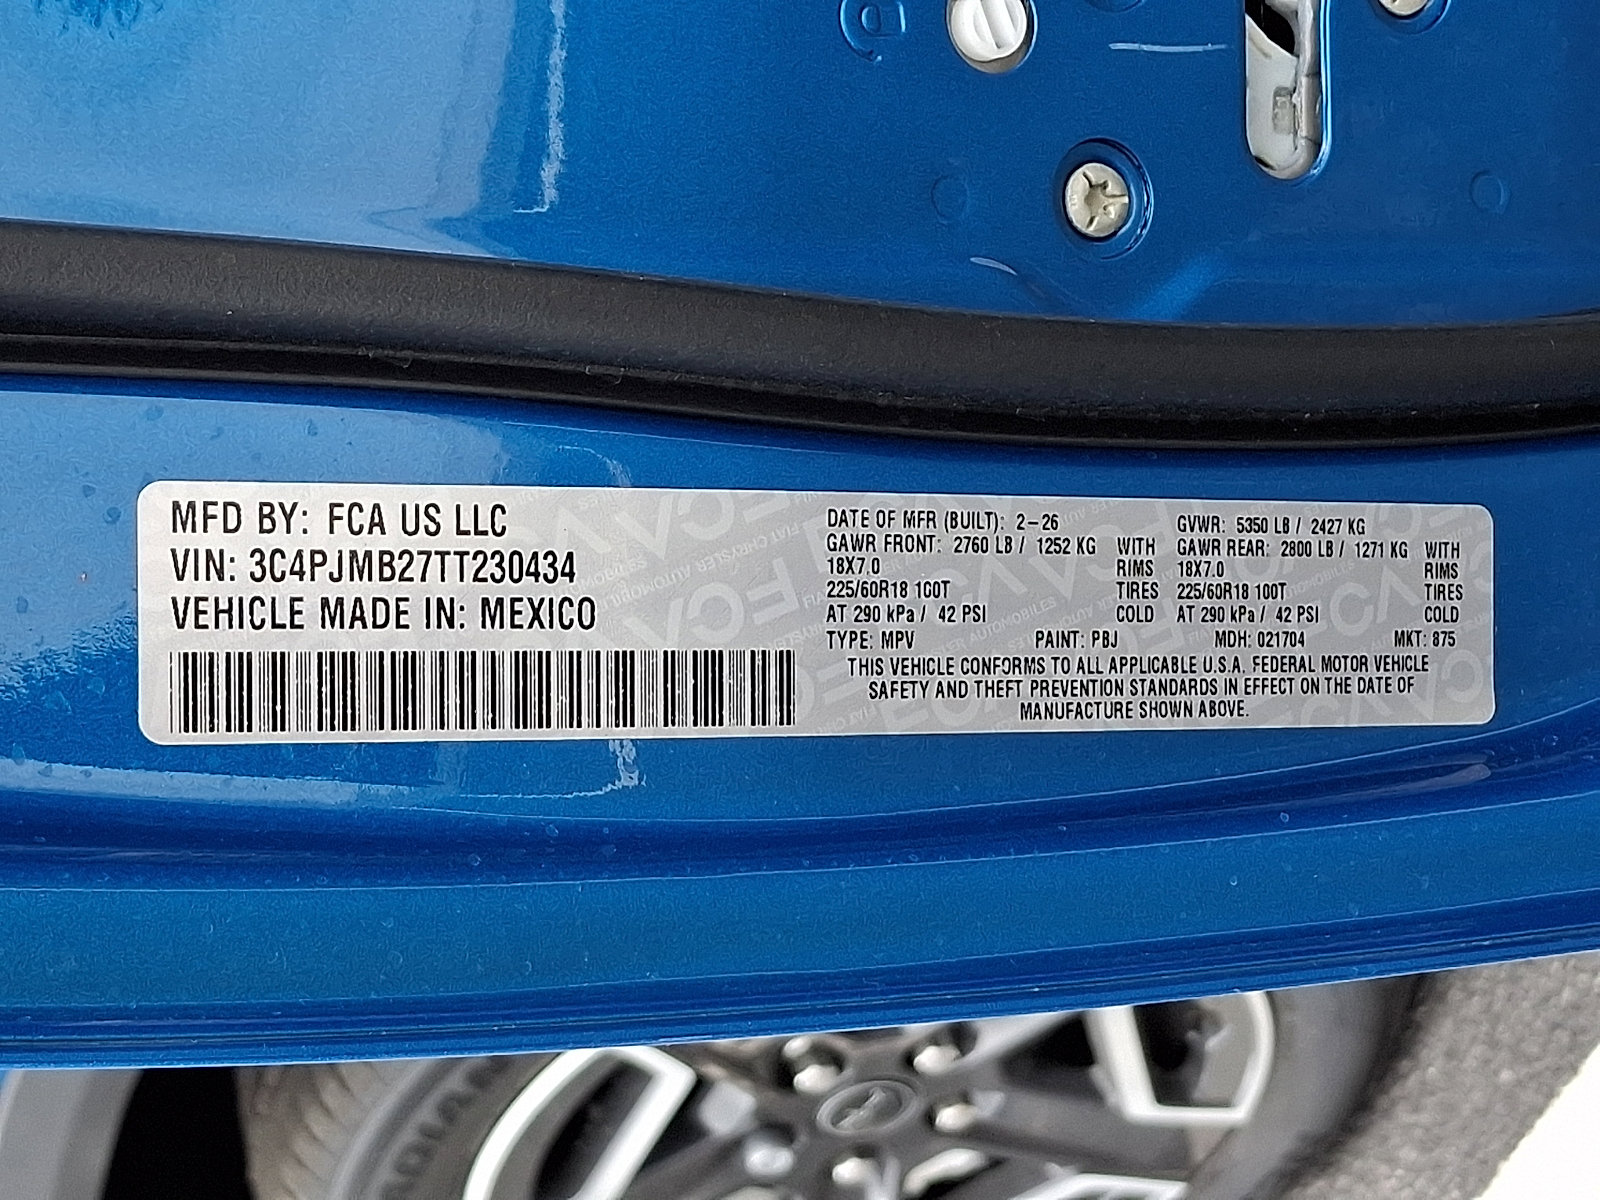 MFD BY: FCA US LLC
VIN: 3C4PJMB27TT230434
VEHICLE MADE IN: MEXICO
DATE OF MFR (BUILT): 2-26 GVWR: 5350 LB / 2427 KG
GAWR FRONT: 2760 LB / 1252 KG WITH GAWR REAR: 2800 LB / 1271 KG WITH
18X7.0 RIMS 18X7.0 RIMS
225/60R18 100T TIRES 225/60R18 100T TIRES
AT 290 kPa / 42 PSI COLD AT 290 kPa / 42 PSI COLD
TYPE: MPV PAINT: PBJ MDH: 021704 MKT: 875
THIS VEHICLE CONFORMS TO ALL APPLICABLE U.S.A. FEDERAL MOTOR VEHICLE
SAFETY AND THEFT PREVENTION STANDARDS IN EFFECT ON THE DATE OF
MANUFACTURE SHOWN ABOVE.